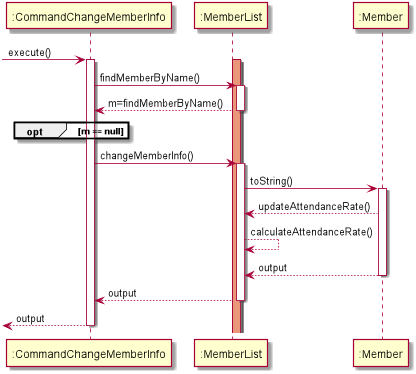 :CommandChangeMemberInfo :MemberList :Member
execute()
findMemberByName()
m=findMemberByName()
opt [m == null]
changeMemberInfo()
toString()
updateAttendanceRate()
calculateAttendanceRate()
output
output
output
:CommandChangeMemberInfo :MemberList :Member